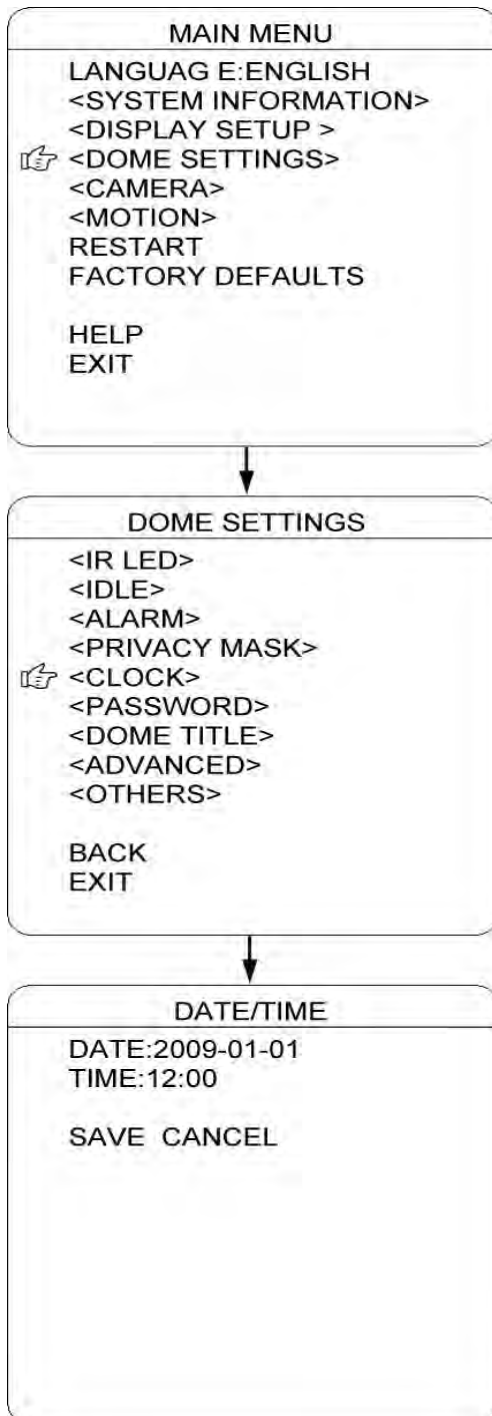 MAIN MENU
LANGUAG E:ENGLISH
<SYSTEM INFORMATION>
<DISPLAY SETUP >
<DOME SETTINGS>
<CAMERA>
<MOTION>
RESTART
FACTORY DEFAULTS
HELP
EXIT
DOME SETTINGS
<IR LED>
<IDLE>
<ALARM>
<PRIVACY MASK>
<CLOCK>
<PASSWORD>
<DOME TITLE>
<ADVANCED>
<OTHERS>
BACK
EXIT
DATE/TIME
DATE:2009-01-01
TIME:12:00
SAVE CANCEL